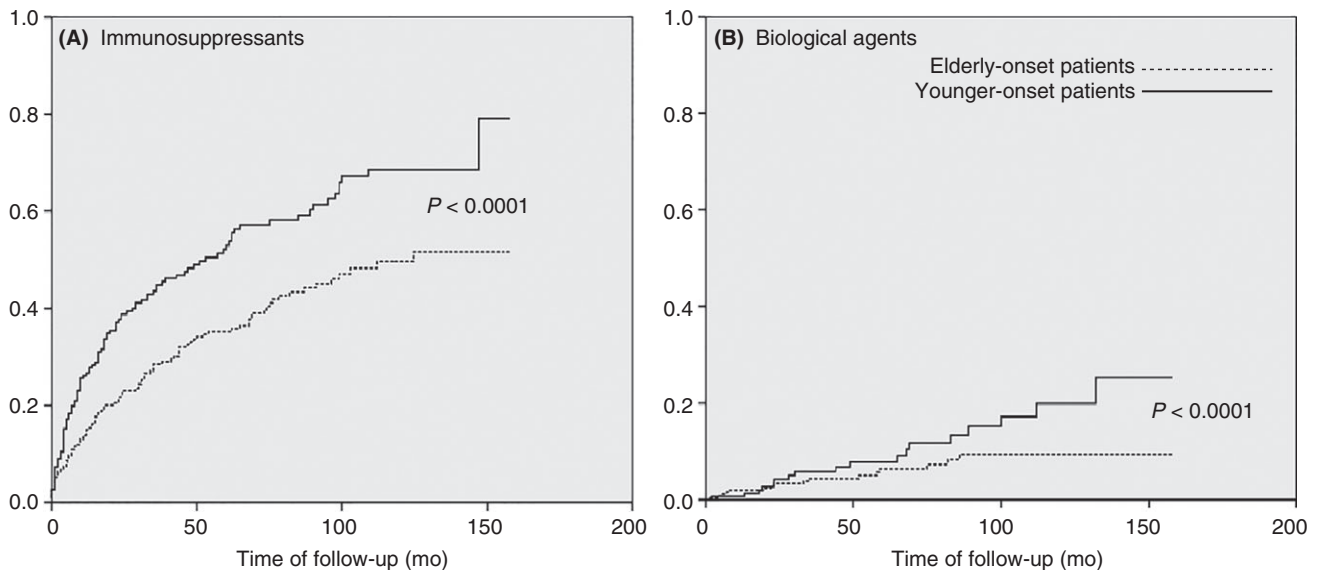 (A) Immunosuppressants
1.0
0.8
0.6
0.4
0.2
0.0
P < 0.0001
0 50 100 150 200
Time of follow-up (mo)
(B) Biological agents
Elderly-onset patients
Younger-onset patients
1.0
0.8
0.6
0.4
0.2
0.0
P < 0.0001
0 50 100 150 200
Time of follow-up (mo)